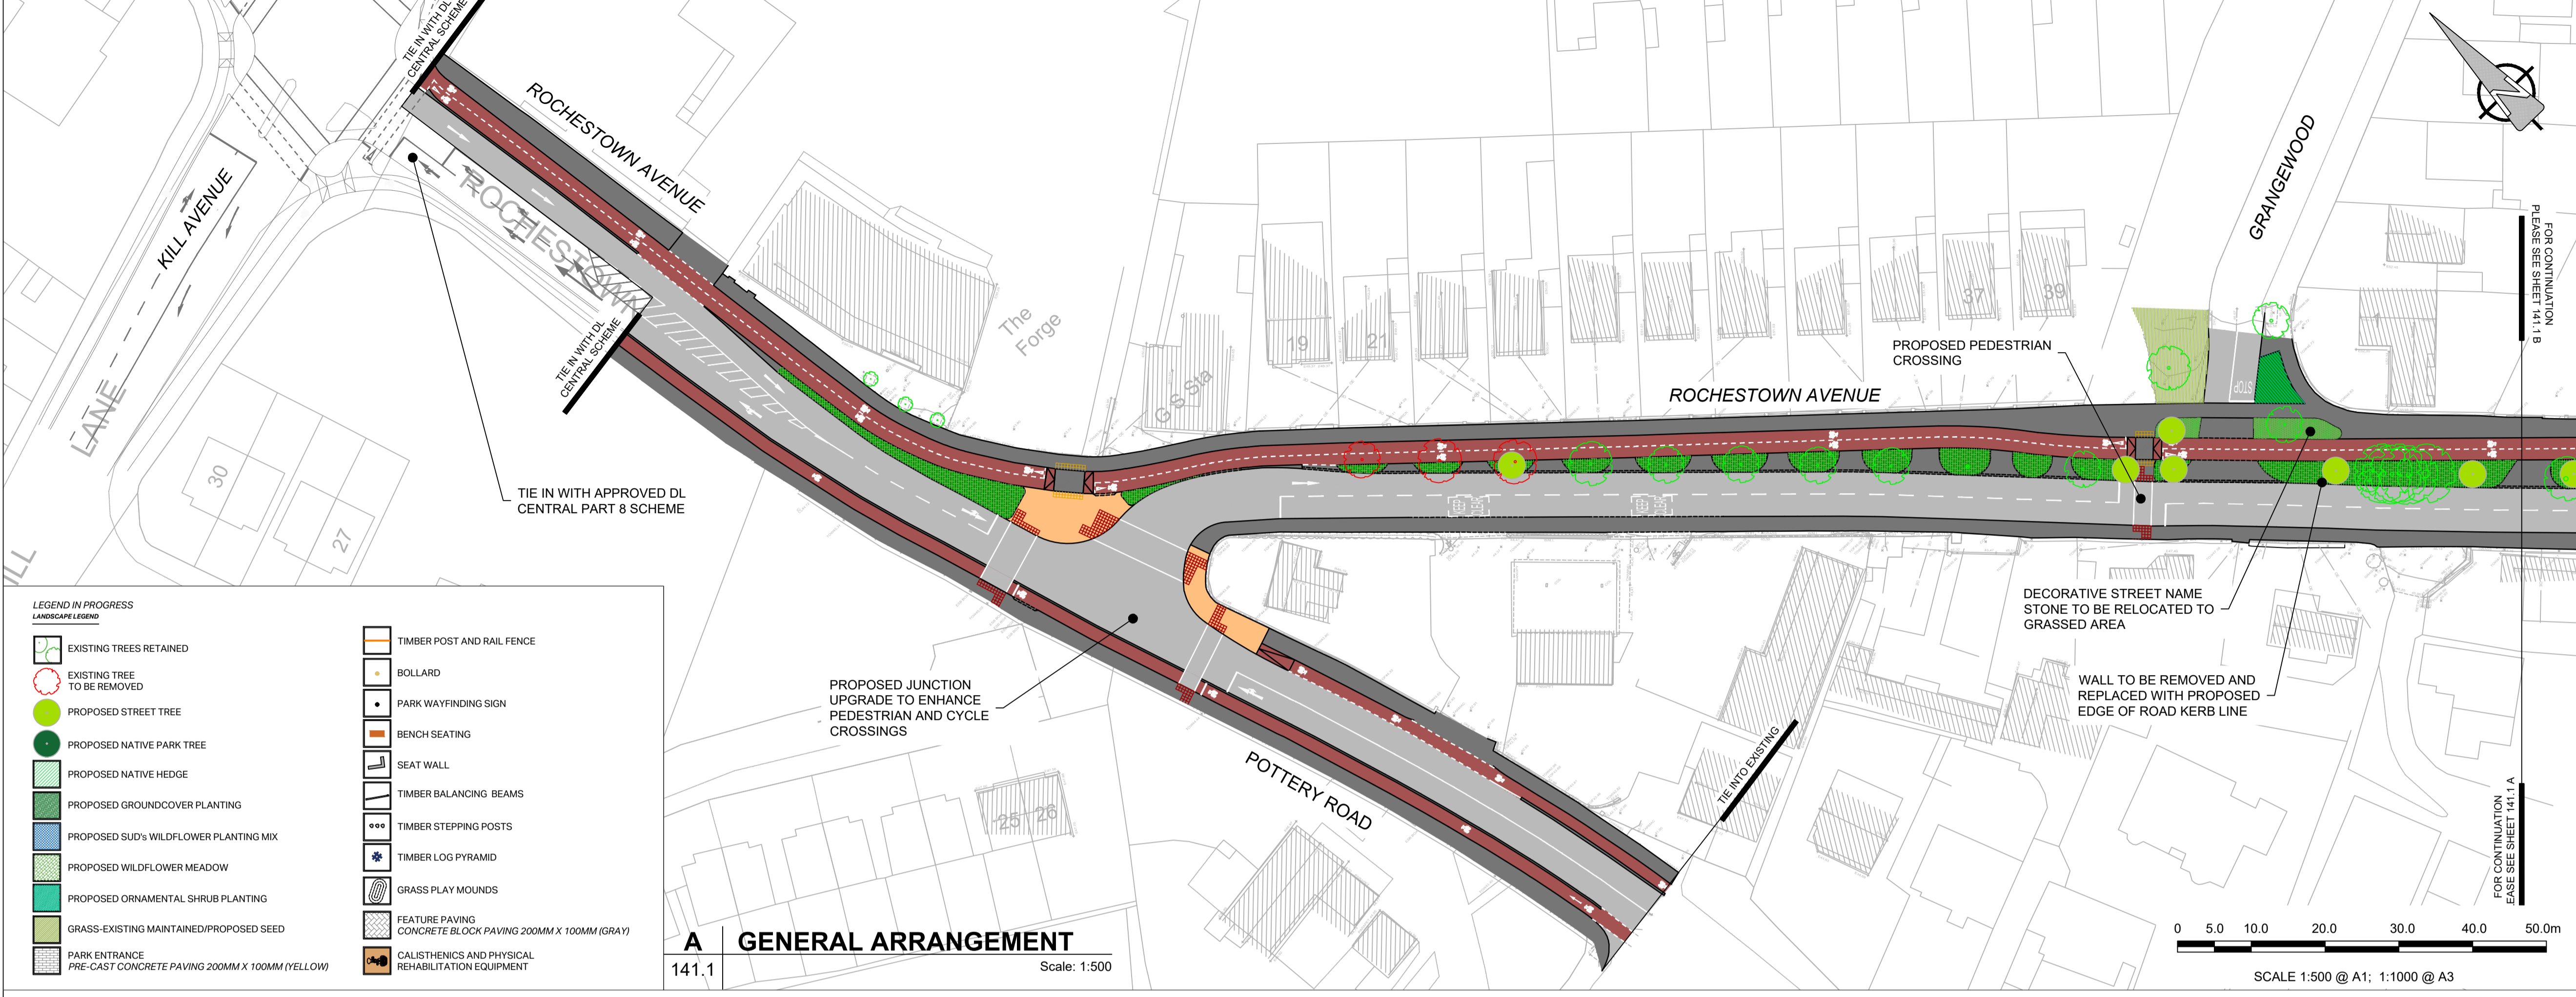 TIE IN WITH DL
CENTRAL SCHEME
ROCHESTOWN AVENUE
KILL AVENUE
ROCHESTOWN
LANE
TIE IN WITH DL
CENTRAL SCHEME
The
Forge
G s Sta
19
21
37
39
30
27
25
26
GRANGEWOOD
STOP
FOR CONTINUATION
PLEASE SEE SHEET 141.1 B
PROPOSED PEDESTRIAN
CROSSING
ROCHESTOWN AVENUE
KEEP
CLEAR
KEEP
CLEAR
TIE IN WITH APPROVED DL
CENTRAL PART 8 SCHEME
DECORATIVE STREET NAME
STONE TO BE RELOCATED TO
GRASSED AREA
WALL TO BE REMOVED AND
REPLACED WITH PROPOSED
EDGE OF ROAD KERB LINE
PROPOSED JUNCTION
UPGRADE TO ENHANCE
PEDESTRIAN AND CYCLE
CROSSINGS
POTTERY ROAD
TIE INTO EXISTING
FOR CONTINUATION
EASE SEE SHEET 141.1 A
LEGEND IN PROGRESS
LANDSCAPE LEGEND
EXISTING TREES RETAINED
EXISTING TREE
TO BE REMOVED
PROPOSED STREET TREE
PROPOSED NATIVE PARK TREE
PROPOSED NATIVE HEDGE
PROPOSED GROUNDCOVER PLANTING
PROPOSED SUD's WILDFLOWER PLANTING MIX
PROPOSED WILDFLOWER MEADOW
PROPOSED ORNAMENTAL SHRUB PLANTING
GRASS-EXISTING MAINTAINED/PROPOSED SEED
PARK ENTRANCE
PRE-CAST CONCRETE PAVING 200MM X 100MM (YELLOW)
TIMBER POST AND RAIL FENCE
BOLLARD
PARK WAYFINDING SIGN
BENCH SEATING
SEAT WALL
TIMBER BALANCING BEAMS
TIMBER STEPPING POSTS
TIMBER LOG PYRAMID
GRASS PLAY MOUNDS
FEATURE PAVING
CONCRETE BLOCK PAVING 200MM X 100MM (GRAY)
CALISTHENICS AND PHYSICAL
REHABILITATION EQUIPMENT
A GENERAL ARRANGEMENT
141.1 Scale: 1:500
0 5.0 10.0 20.0 30.0 40.0 50.0m
SCALE 1:500 @ A1; 1:1000 @ A3